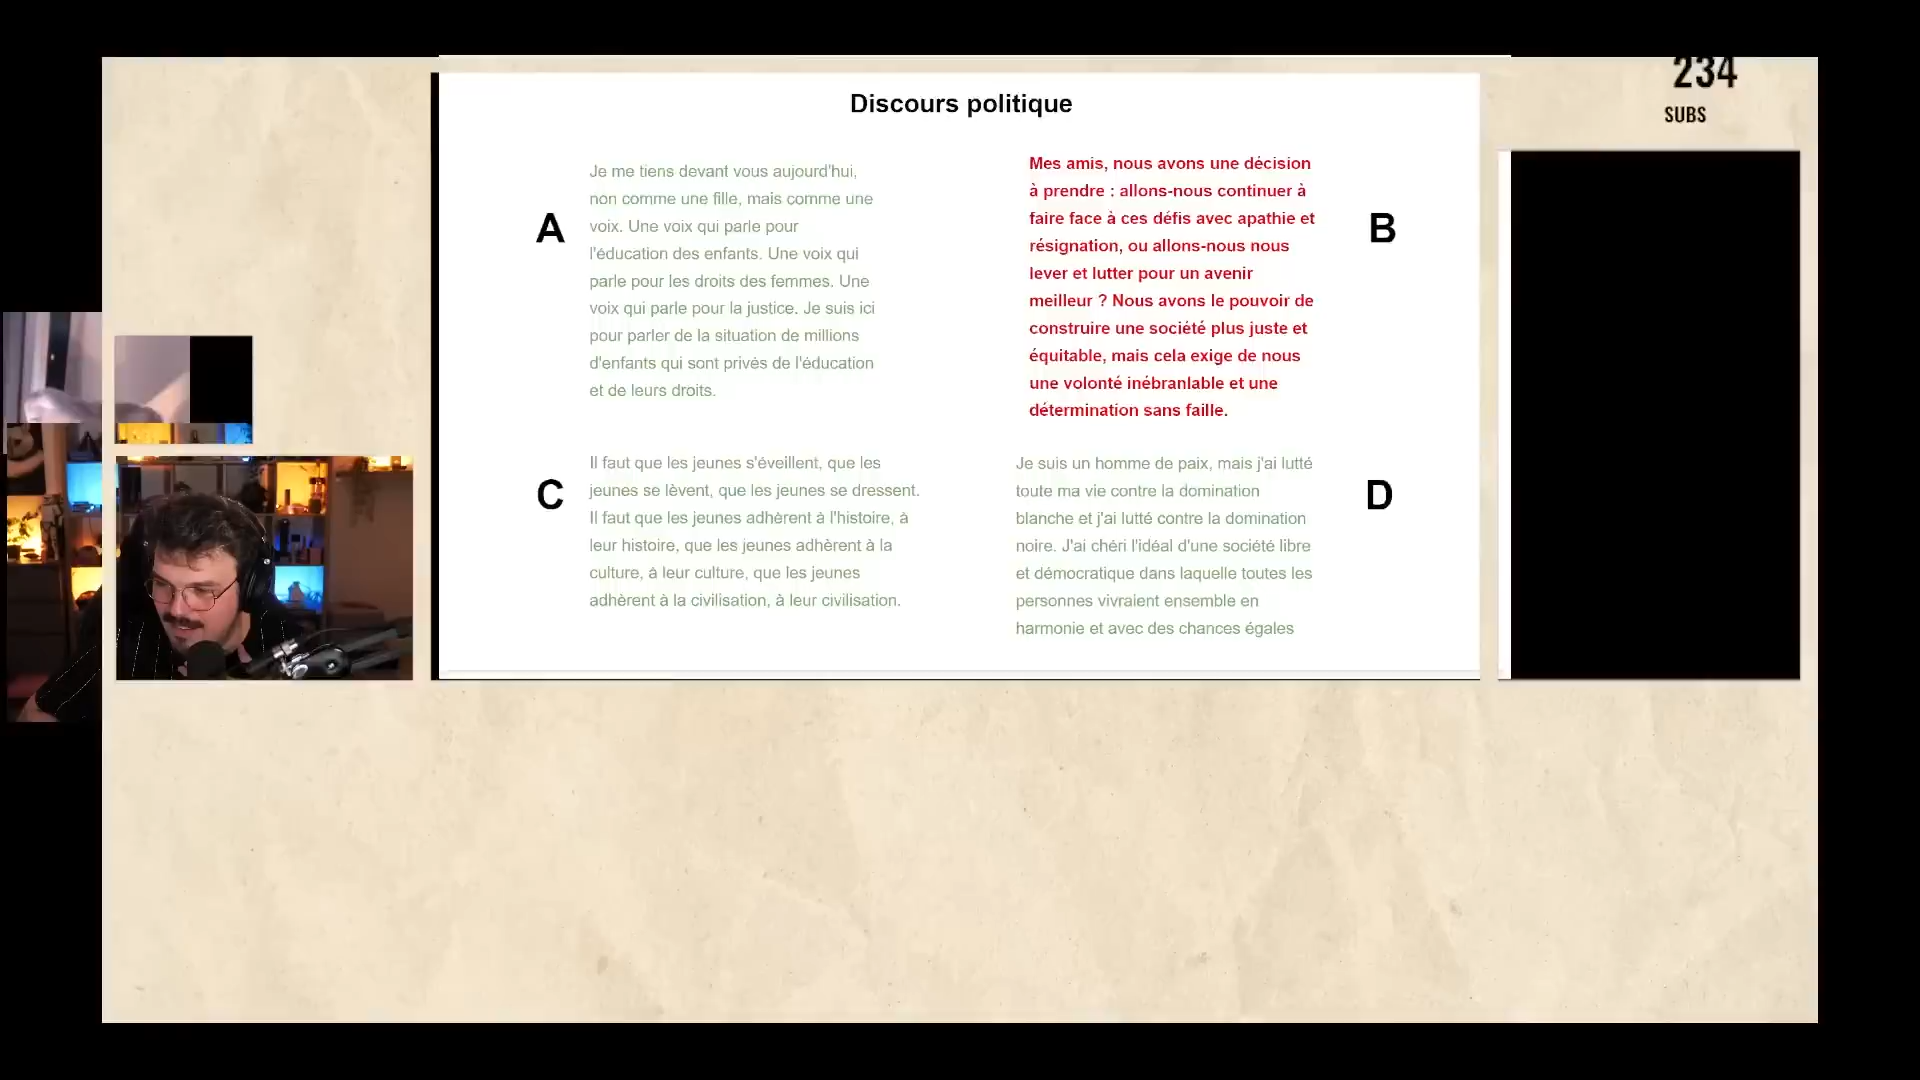 234
SUBS
Discours politique
A
Je me tiens devant vous aujourd'hui,
non comme une fille, mais comme une
voix. Une voix qui parle pour
l'éducation des enfants. Une voix qui
parle pour les droits des femmes. Une
voix qui parle pour la justice. Je suis ici
pour parler de la situation de millions
d'enfants qui sont privés de l'éducation
et de leurs droits.
B
Mes amis, nous avons une décision
à prendre : allons-nous continuer à
faire face à ces défis avec apathie et
résignation, ou allons-nous nous
lever et lutter pour un avenir
meilleur ? Nous avons le pouvoir de
construire une société plus juste et
équitable, mais cela exige de nous
une volonté inébranlable et une
détermination sans faille.
C
Il faut que les jeunes s'éveillent, que les
jeunes se lèvent, que les jeunes se dressent.
Il faut que les jeunes adhèrent à l'histoire, à
leur histoire, que les jeunes adhèrent à la
culture, à leur culture, que les jeunes
adhèrent à la civilisation, à leur civilisation.
D
Je suis un homme de paix, mais j'ai lutté
toute ma vie contre la domination
blanche et j'ai lutté contre la domination
noire. J'ai chéri l'idéal d'une société libre
et démocratique dans laquelle toutes les
personnes vivraient ensemble en
harmonie et avec des chances égales